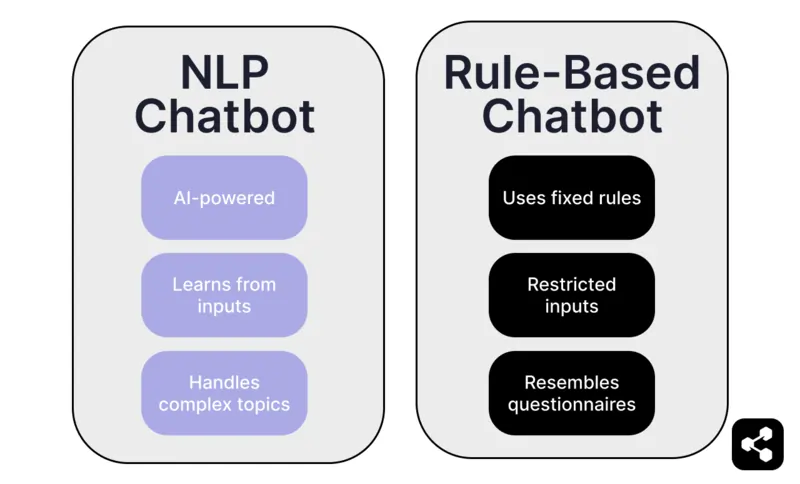 NLP
Chatbot
AI-powered
Learns from
inputs
Handles
complex topics
Rule-Based
Chatbot
Uses fixed rules
Restricted
inputs
Resembles
questionnaires